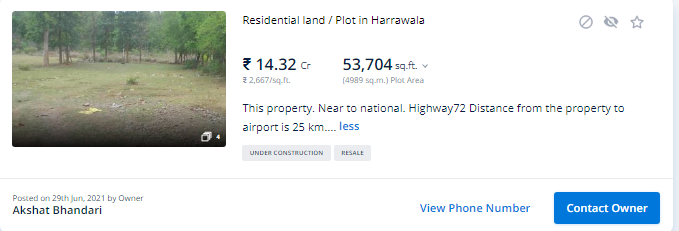 Residential land / Plot in Harrawala
₹ 14.32 Cr
₹ 2,667/sq.ft.
53,704 sq.ft.
(4989 sq.m.) Plot Area
This property. Near to national. Highway72 Distance from the property to
airport is 25 km.... less
UNDER CONSTRUCTION
RESALE
4
Posted on 29th Jun, 2021 by Owner
Akshat Bhandari
View Phone Number
Contact Owner